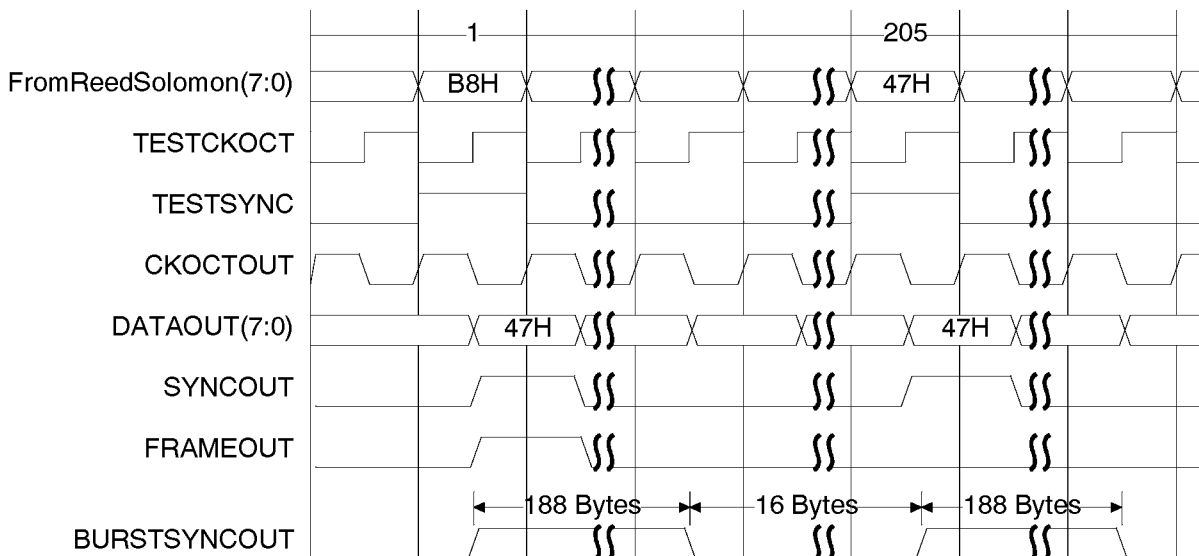 1 205
FromReedSolomon(7:0) B8H 47H
TESTCKOCT
TESTSYNC
CKOCTOUT
DATAOUT(7:0) 47H 47H
SYNCOUT
FRAMEOUT
188 Bytes 16 Bytes 188 Bytes
BURSTSYNCOUT